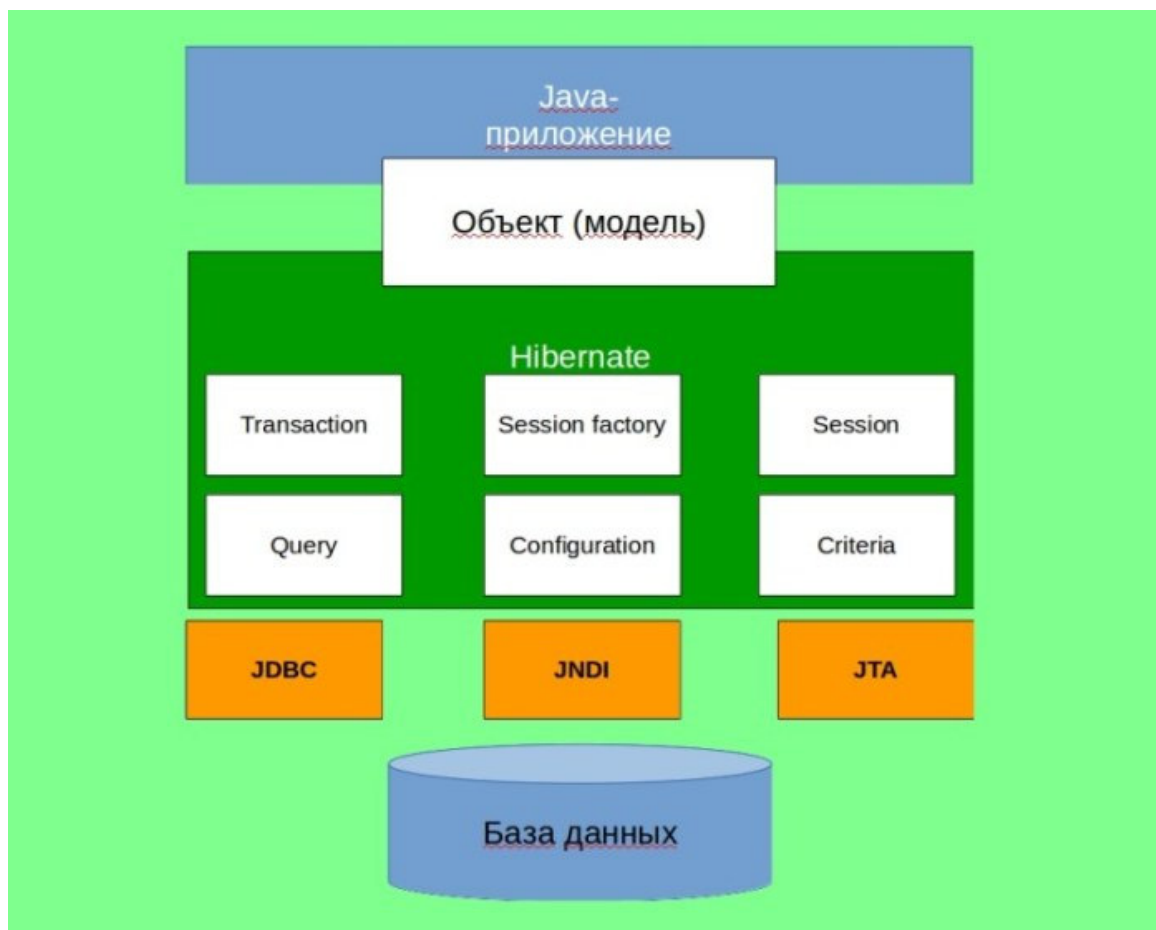 Java-
приложение
Объект (модель)
Hibernate
Transaction
Session factory
Session
Query
Configuration
Criteria
JDBC
JNDI
JTA
База данных